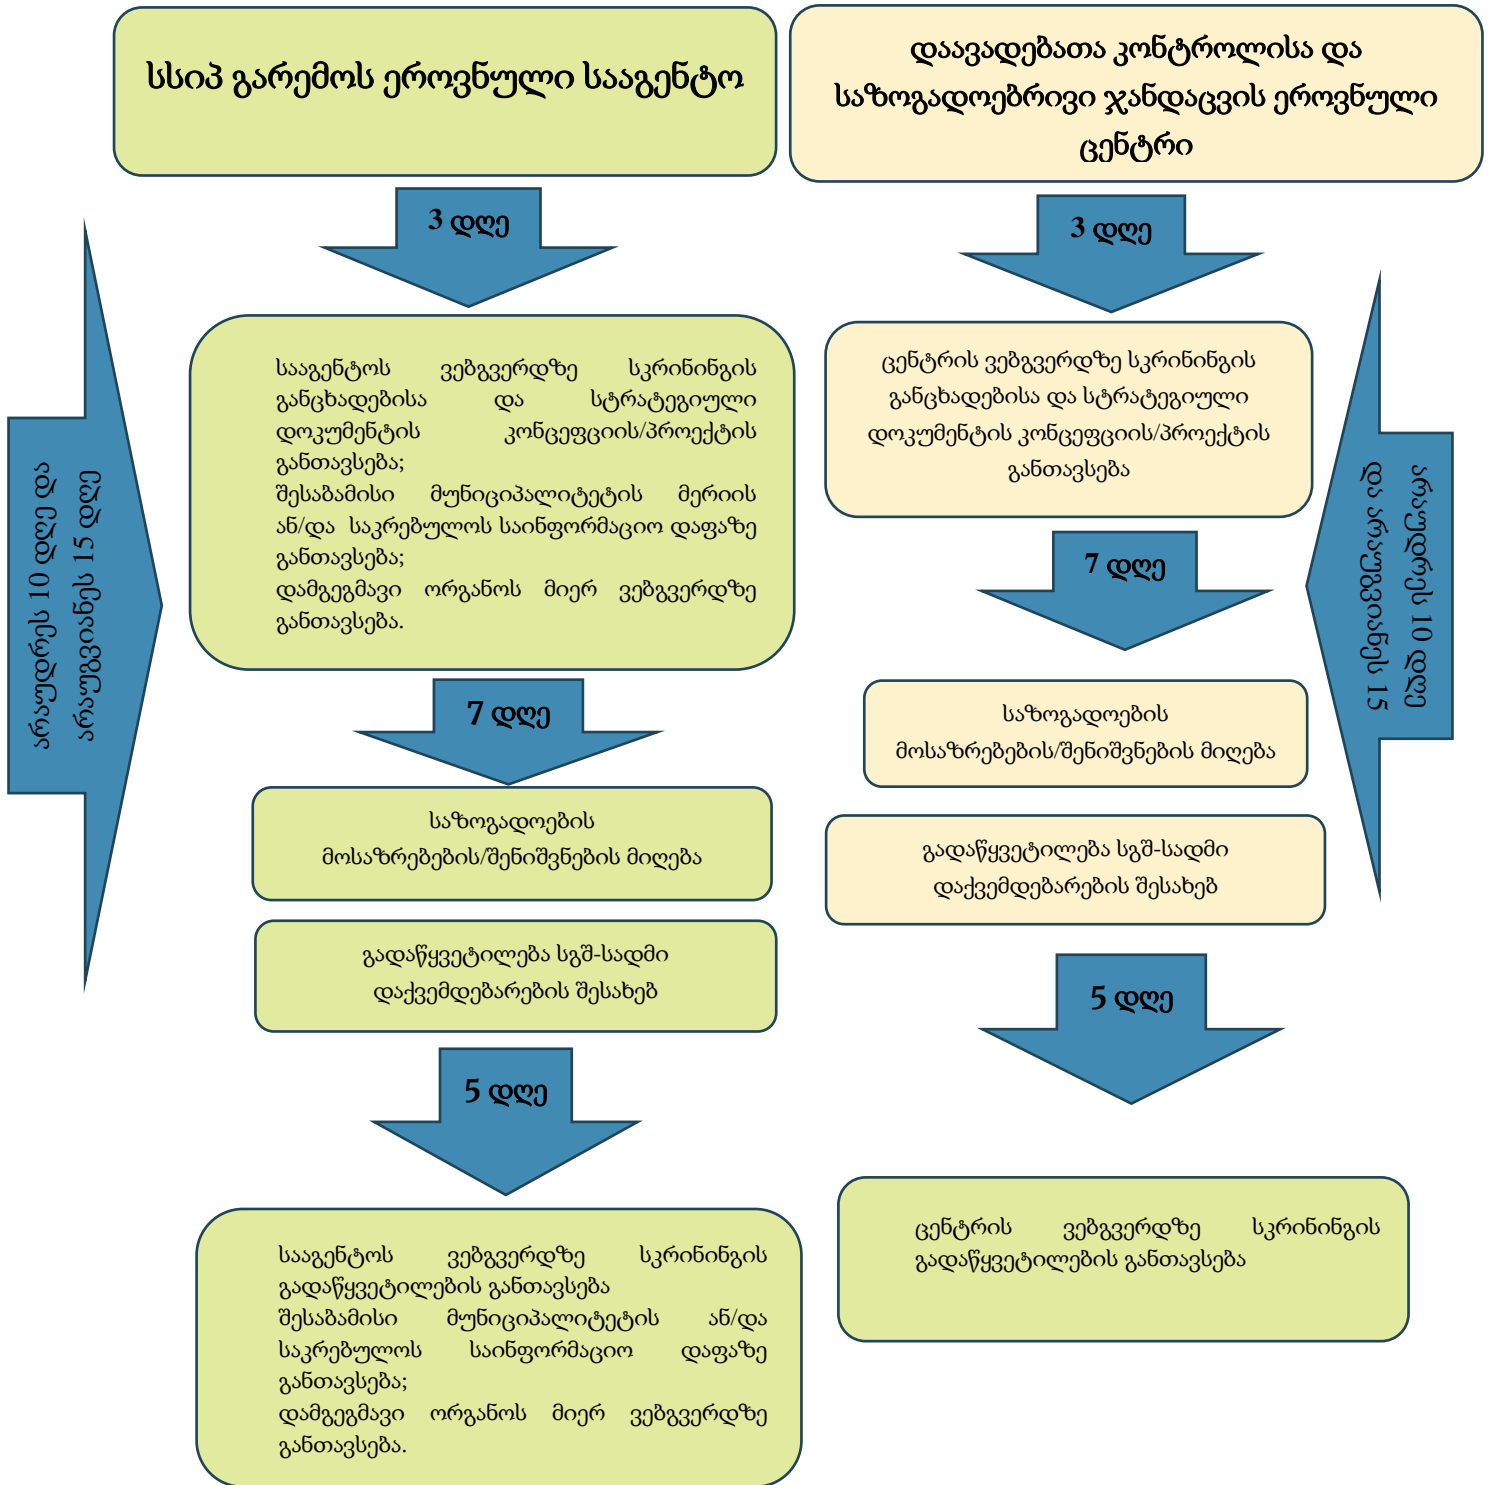 სსიპ გარემოს ეროვნული სააგენტო
3 დღე
სააგენტოს ვებგვერდზე სკრინინგის
განცხადებისა და სტრატეგიული
დოკუმენტის კონცეფციის/პროექტის
განთავსება;
შესაბამისი მუნიციპალიტეტის მერიის
ან/და საკრებულოს საინფორმაციო დაფაზე
განთავსება;
დამგეგმავი ორგანოს მიერ ვებგვერდზე
განთავსება.
7 დღე
საზოგადოების
მოსაზრებების/შენიშვნების მიღება
გადაწყვეტილება სგშ-სადმი
დაქვემდებარების შესახებ
5 დღე
სააგენტოს ვებგვერდზე სკრინინგის
გადაწყვეტილების განთავსება
შესაბამისი მუნიციპალიტეტის ან/და
საკრებულოს საინფორმაციო დაფაზე
განთავსება;
დამგეგმავი ორგანოს მიერ ვებგვერდზე
განთავსება.
არაუდრეს 10 დღე და
არაუგვიანეს 15 დღე
დაავადებათა კონტროლისა და
საზოგადოებრივი ჯანდაცვის ეროვნული
ცენტრი
3 დღე
ცენტრის ვებგვერდზე სკრინინგის
განცხადებისა და სტრატეგიული
დოკუმენტის კონცეფციის/პროექტის
განთავსება
7 დღე
საზოგადოების
მოსაზრებების/შენიშვნების მიღება
გადაწყვეტილება სგშ-სადმი
დაქვემდებარების შესახებ
5 დღე
ცენტრის ვებგვერდზე სკრინინგის
გადაწყვეტილების განთავსება
10 დღე
და არაუგვიანეს 15